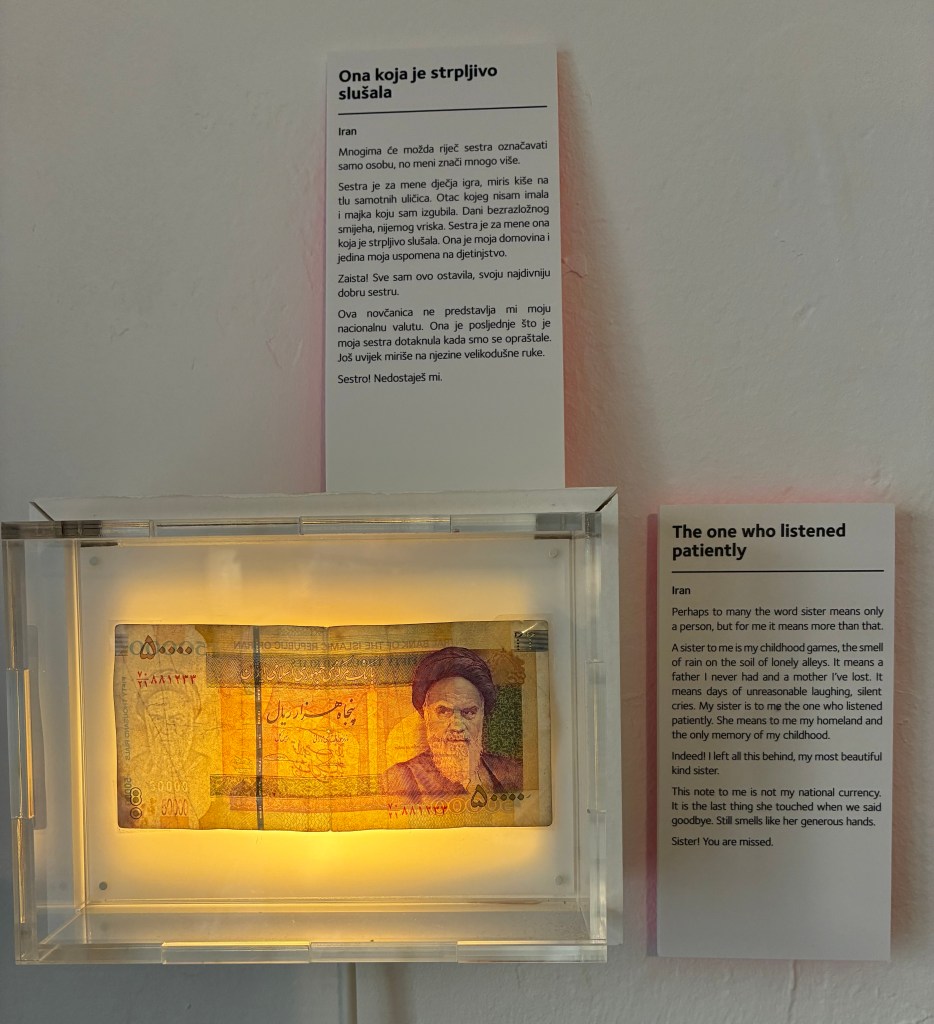 Ona koja je strpljivo
slušala
Iran
Mnogima će možda riječ sestra označavati
samo osobu, no meni znači mnogo više.
Sestra je za mene dječja igra, miris kiše na
tlu samotnih uličica. Otac kojeg nisam imala
i majka koju sam izgubila. Dani bezrazložnog
smijeha, nijemog vriska. Sestra je za mene ona
koja je strpljivo slušala. Ona je moja domovina i
jedina moja uspomena na djetinjstvo.
Zaista! Sve sam ovo ostavila, svoju najdivniju
dobru sestru.
Ova novčanica ne predstavlja mi moju
nacionalnu valutu. Ona je posljednje što je
moja sestra dotaknula kada smo se opraštale.
Još uvijek miriše na njezine velikodušne ruke.
Sestro! Nedostaješ mi.
۵۰۰۰۰
بانک مرکزی جمهوری اسلامی ایران
۸۸۱۲۳۳
پنجاه هزار ریال
۸۸۱۲۳۳
۵۰۰۰۰
The one who listened
patiently
Iran
Perhaps to many the word sister means only
a person, but for me it means more than that.
A sister to me is my childhood games, the smell
of rain on the soil of lonely alleys. It means a
father I never had and a mother I've lost. It
means days of unreasonable laughing, silent
cries. My sister is to me the one who listened
patiently. She means to me my homeland and
the only memory of my childhood.
Indeed! I left all this behind, my most beautiful
kind sister.
This note to me is not my national currency.
It is the last thing she touched when we said
goodbye. Still smells like her generous hands.
Sister! You are missed.